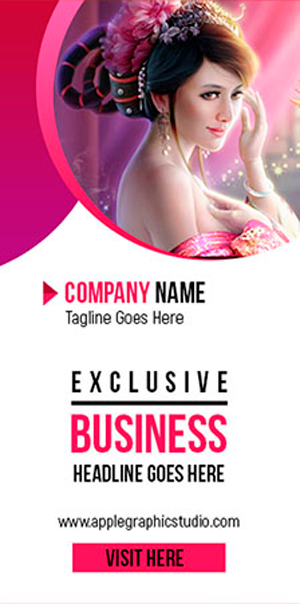 COMPANY NAME
Tagline Goes Here
EXCLUSIVE
BUSINESS
HEADLINE GOES HERE
www.applegraphicstudio.com
VISIT HERE